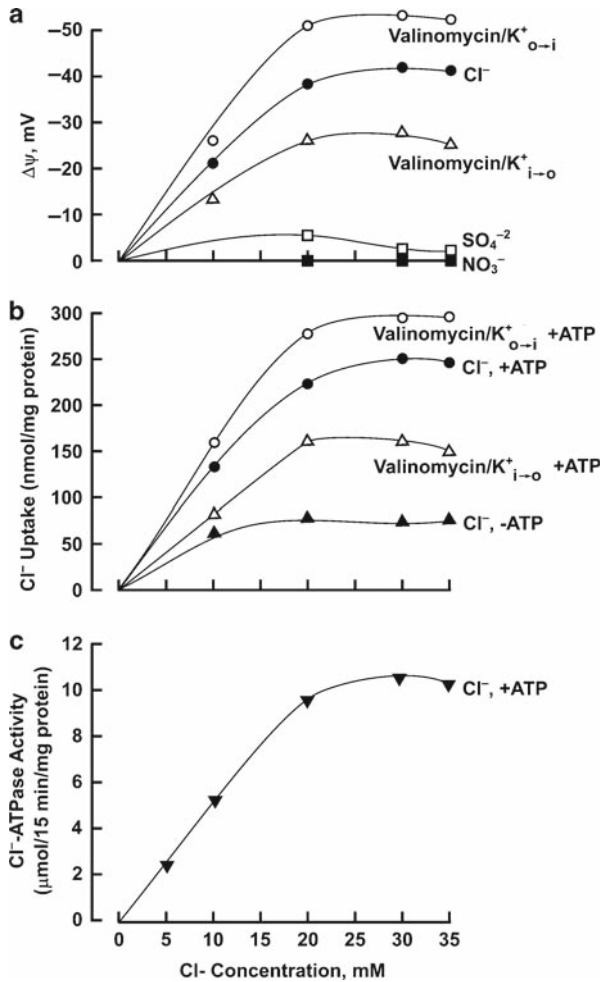 a
Δψ, mV
–50
–40
–30
–20
–10
0
Valinomycin/K⁺o→i
Cl⁻
Valinomycin/K⁺i→o
SO₄⁻²
NO₃⁻
b
Cl⁻ Uptake (nmol/mg protein)
300
250
200
150
100
50
0
Valinomycin/K⁺o→i +ATP
Cl⁻, +ATP
Valinomycin/K⁺i→o +ATP
Cl⁻, -ATP
c
Cl⁻-ATPase Activity
(μmol/15 min/mg protein)
12
10
8
6
4
2
0
Cl⁻, +ATP
0 5 10 15 20 25 30 35
Cl- Concentration, mM